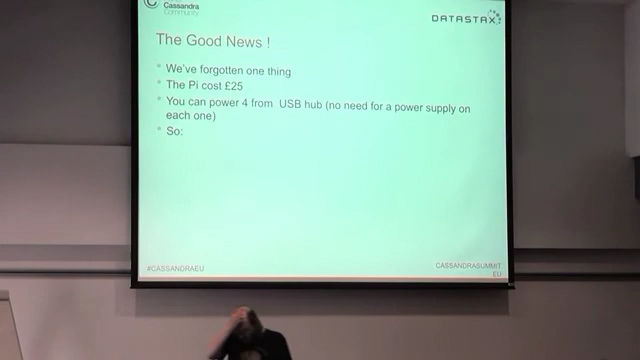 Cassandra
Community
DATASTAX
The Good News !
* We've forgotten one thing
* The Pi cost £25
* You can power 4 from USB hub (no need for a power supply on
each one)
* So:
#CASSANDRAEU
CASSANDRASUMMIT
EU